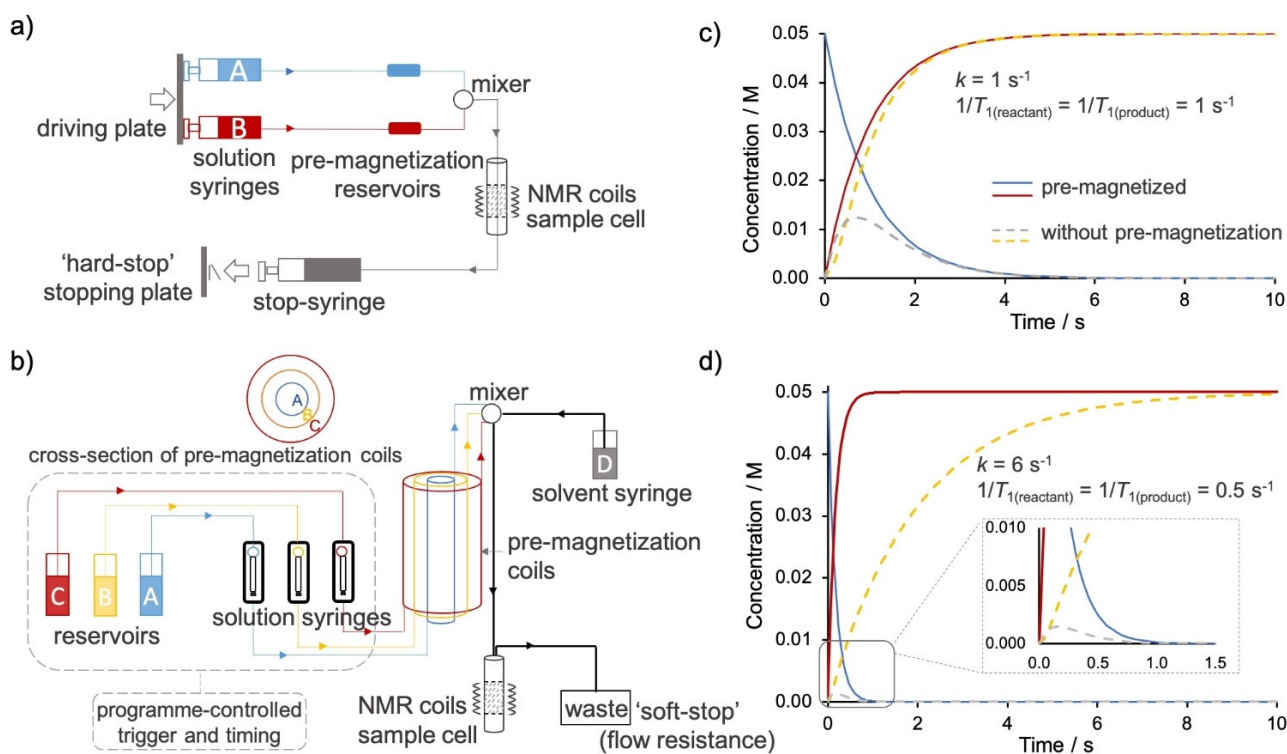 a)
A
B
driving plate
solution
syringes
pre-magnetization
reservoirs
mixer
NMR coils
sample cell
‘hard-stop’
stopping plate
stop-syringe
b)
A
B
C
cross-section of pre-magnetization coils
mixer
D
solvent syringe
pre-magnetization
coils
C
B
A
reservoirs
solution syringes
programme-controlled
trigger and timing
NMR coils
sample cell
waste
‘soft-stop’
(flow resistance)
c)
Concentration / M
0.05
0.04
0.03
0.02
0.01
0.00
k = 1 s⁻¹
1/T₁₍reactant₎ = 1/T₁₍product₎ = 1 s⁻¹
pre-magnetized
without pre-magnetization
0 2 4 6 8 10
Time / s
d)
Concentration / M
0.05
0.04
0.03
0.02
0.01
0.00
k = 6 s⁻¹
1/T₁₍reactant₎ = 1/T₁₍product₎ = 0.5 s⁻¹
0.010
0.005
0.000
0.0 0.5 1.0 1.5
0 2 4 6 8 10
Time / s